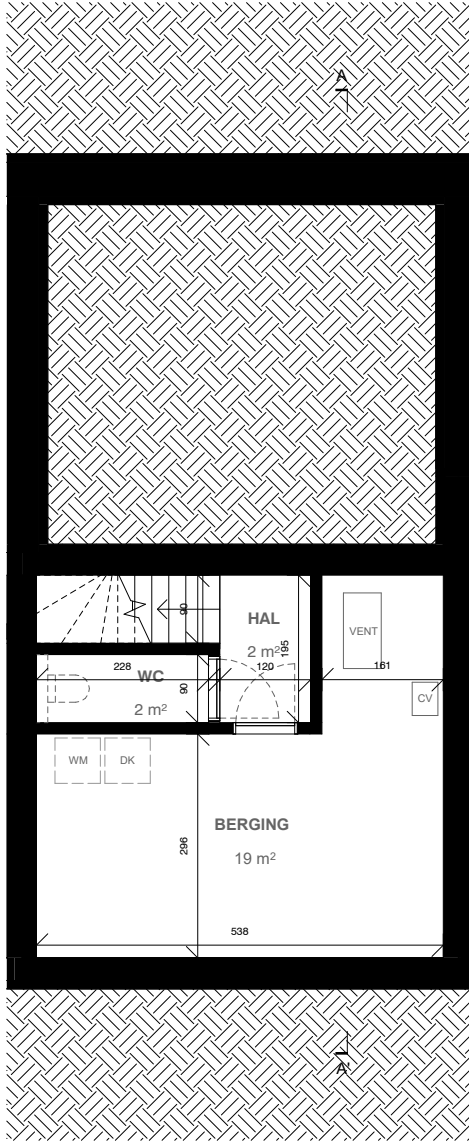 A
90
HAL
2 m²
195
VENT
228
WC
120
161
90
2 m²
CV
WM
DK
BERGING
296
19 m²
538
A'